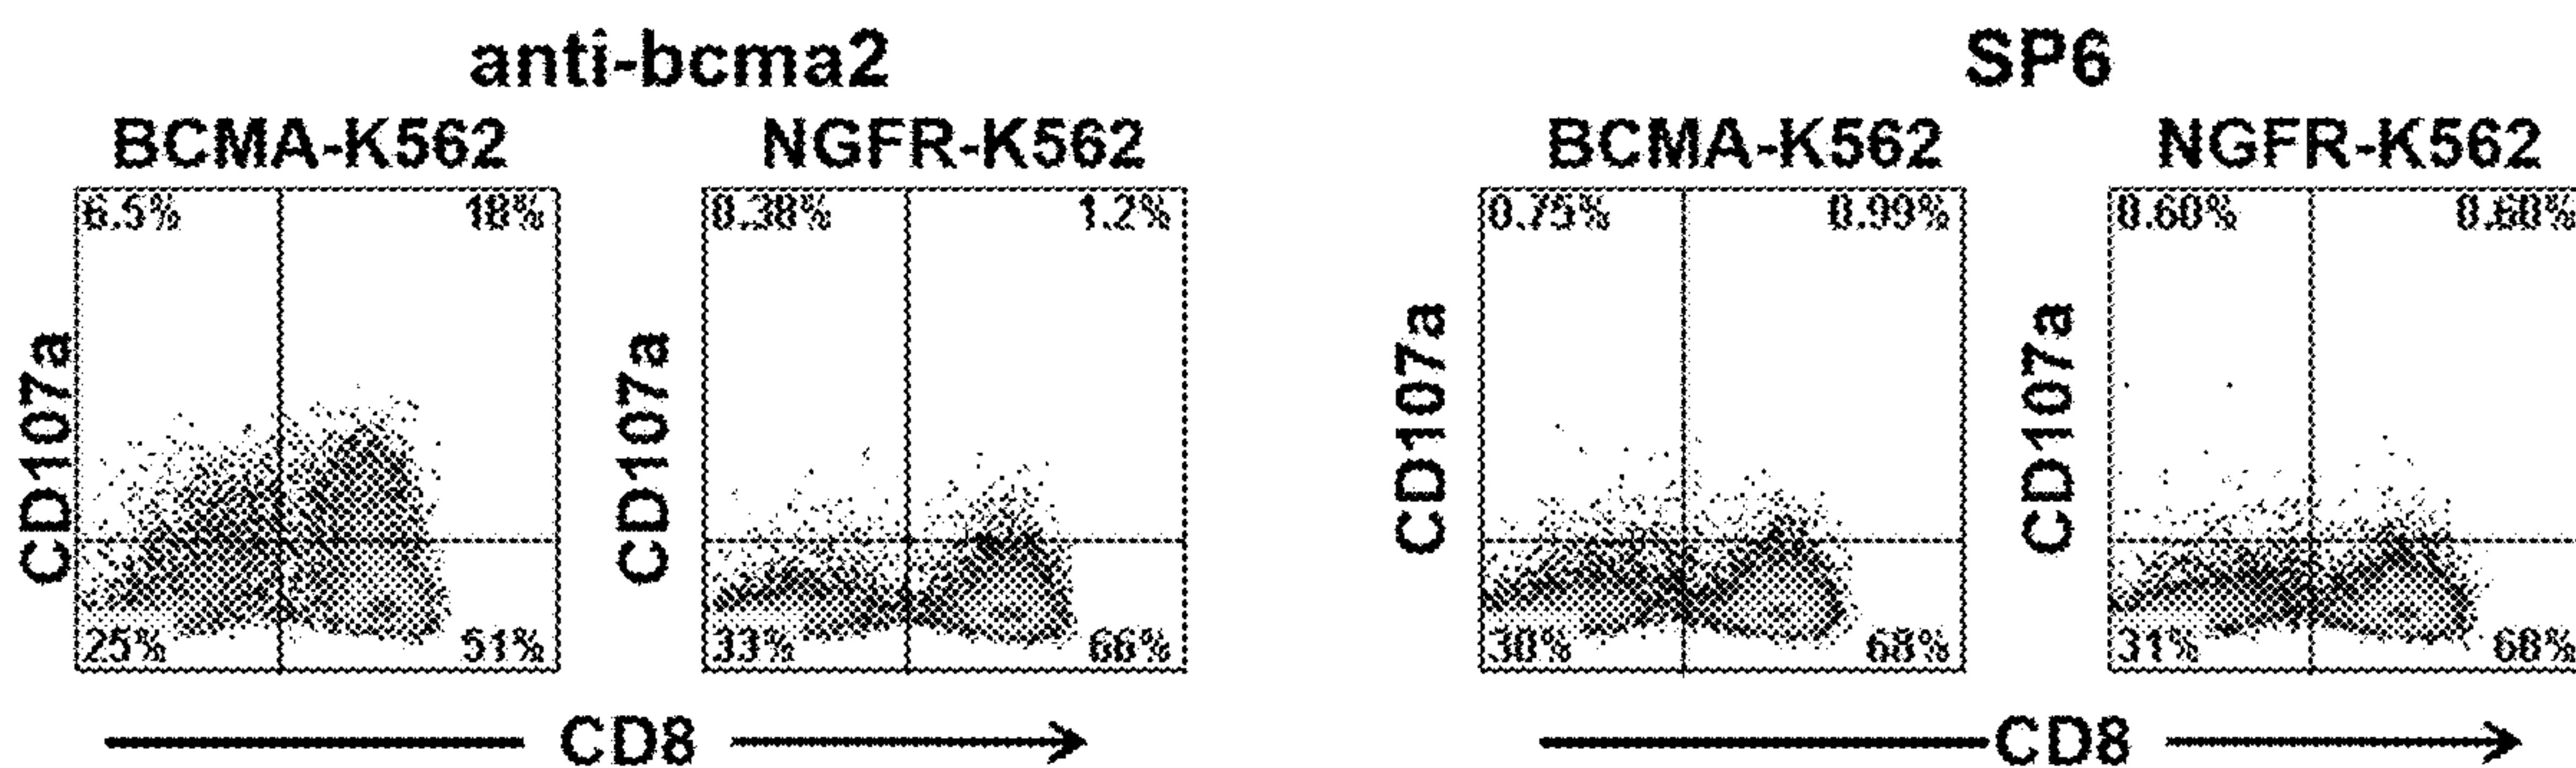 anti-bcma2 SP6
BCMA-K562 NGFR-K562 BCMA-K562 NGFR-K562
6.5% 18% 0.38% 1.2% 0.75% 0.99% 0.60% 0.60%
CD107a CD107a CD107a CD107a
25% 51% 33% 66% 30% 68% 31% 68%
CD8 CD8